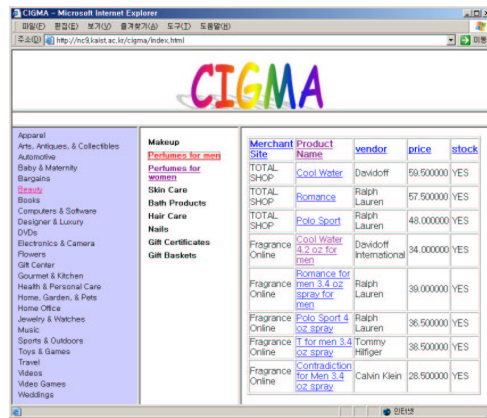 CIGMA - Microsoft Internet Explorer
파일(F) 편집(E) 보기(V) 즐겨찾기(A) 도구(T) 도움말(H)
주소(D) http://nc9.kaist.ac.kr/cigma/index.html 이동
CIGMA
Apparel
Arts, Antiques, & Collectibles
Automotive
Baby & Maternity
Bargains
Beauty
Books
Computers & Software
Designer & Luxury
DVDs
Electronics & Camera
Flowers
Gift Center
Gourmet & Kitchen
Health & Personal Care
Home, Garden, & Pets
Home Office
Jewelry & Watches
Music
Sports & Outdoors
Toys & Games
Travel
Videos
Video Games
Weddings
Makeup
Perfumes for men
Perfumes for
women
Skin Care
Bath Products
Hair Care
Nails
Gift Certificates
Gift Baskets
Merchant Product
Site Name vendor price stock
TOTAL
SHOP Cool Water Davidoff 59.500000 YES
TOTAL Ralph
SHOP Romance Lauren 57.500000 YES
TOTAL Ralph
SHOP Polo Sport Lauren 48.000000 YES
Cool Water
Fragrance 4.2 oz for Davidoff
Online men International 34.000000 YES
Romance for
Fragrance men 3.4 oz Ralph
Online spray for Lauren 39.000000 YES
men
Fragrance Polo Sport 4 Ralph
Online oz spray Lauren 36.500000 YES
Fragrance T for men 3.4 Tommy
Online oz spray Hilfiger 38.500000 YES
Contradiction
Fragrance for Men 3.4 Calvin Klein 28.500000 YES
Online oz spray
인터넷